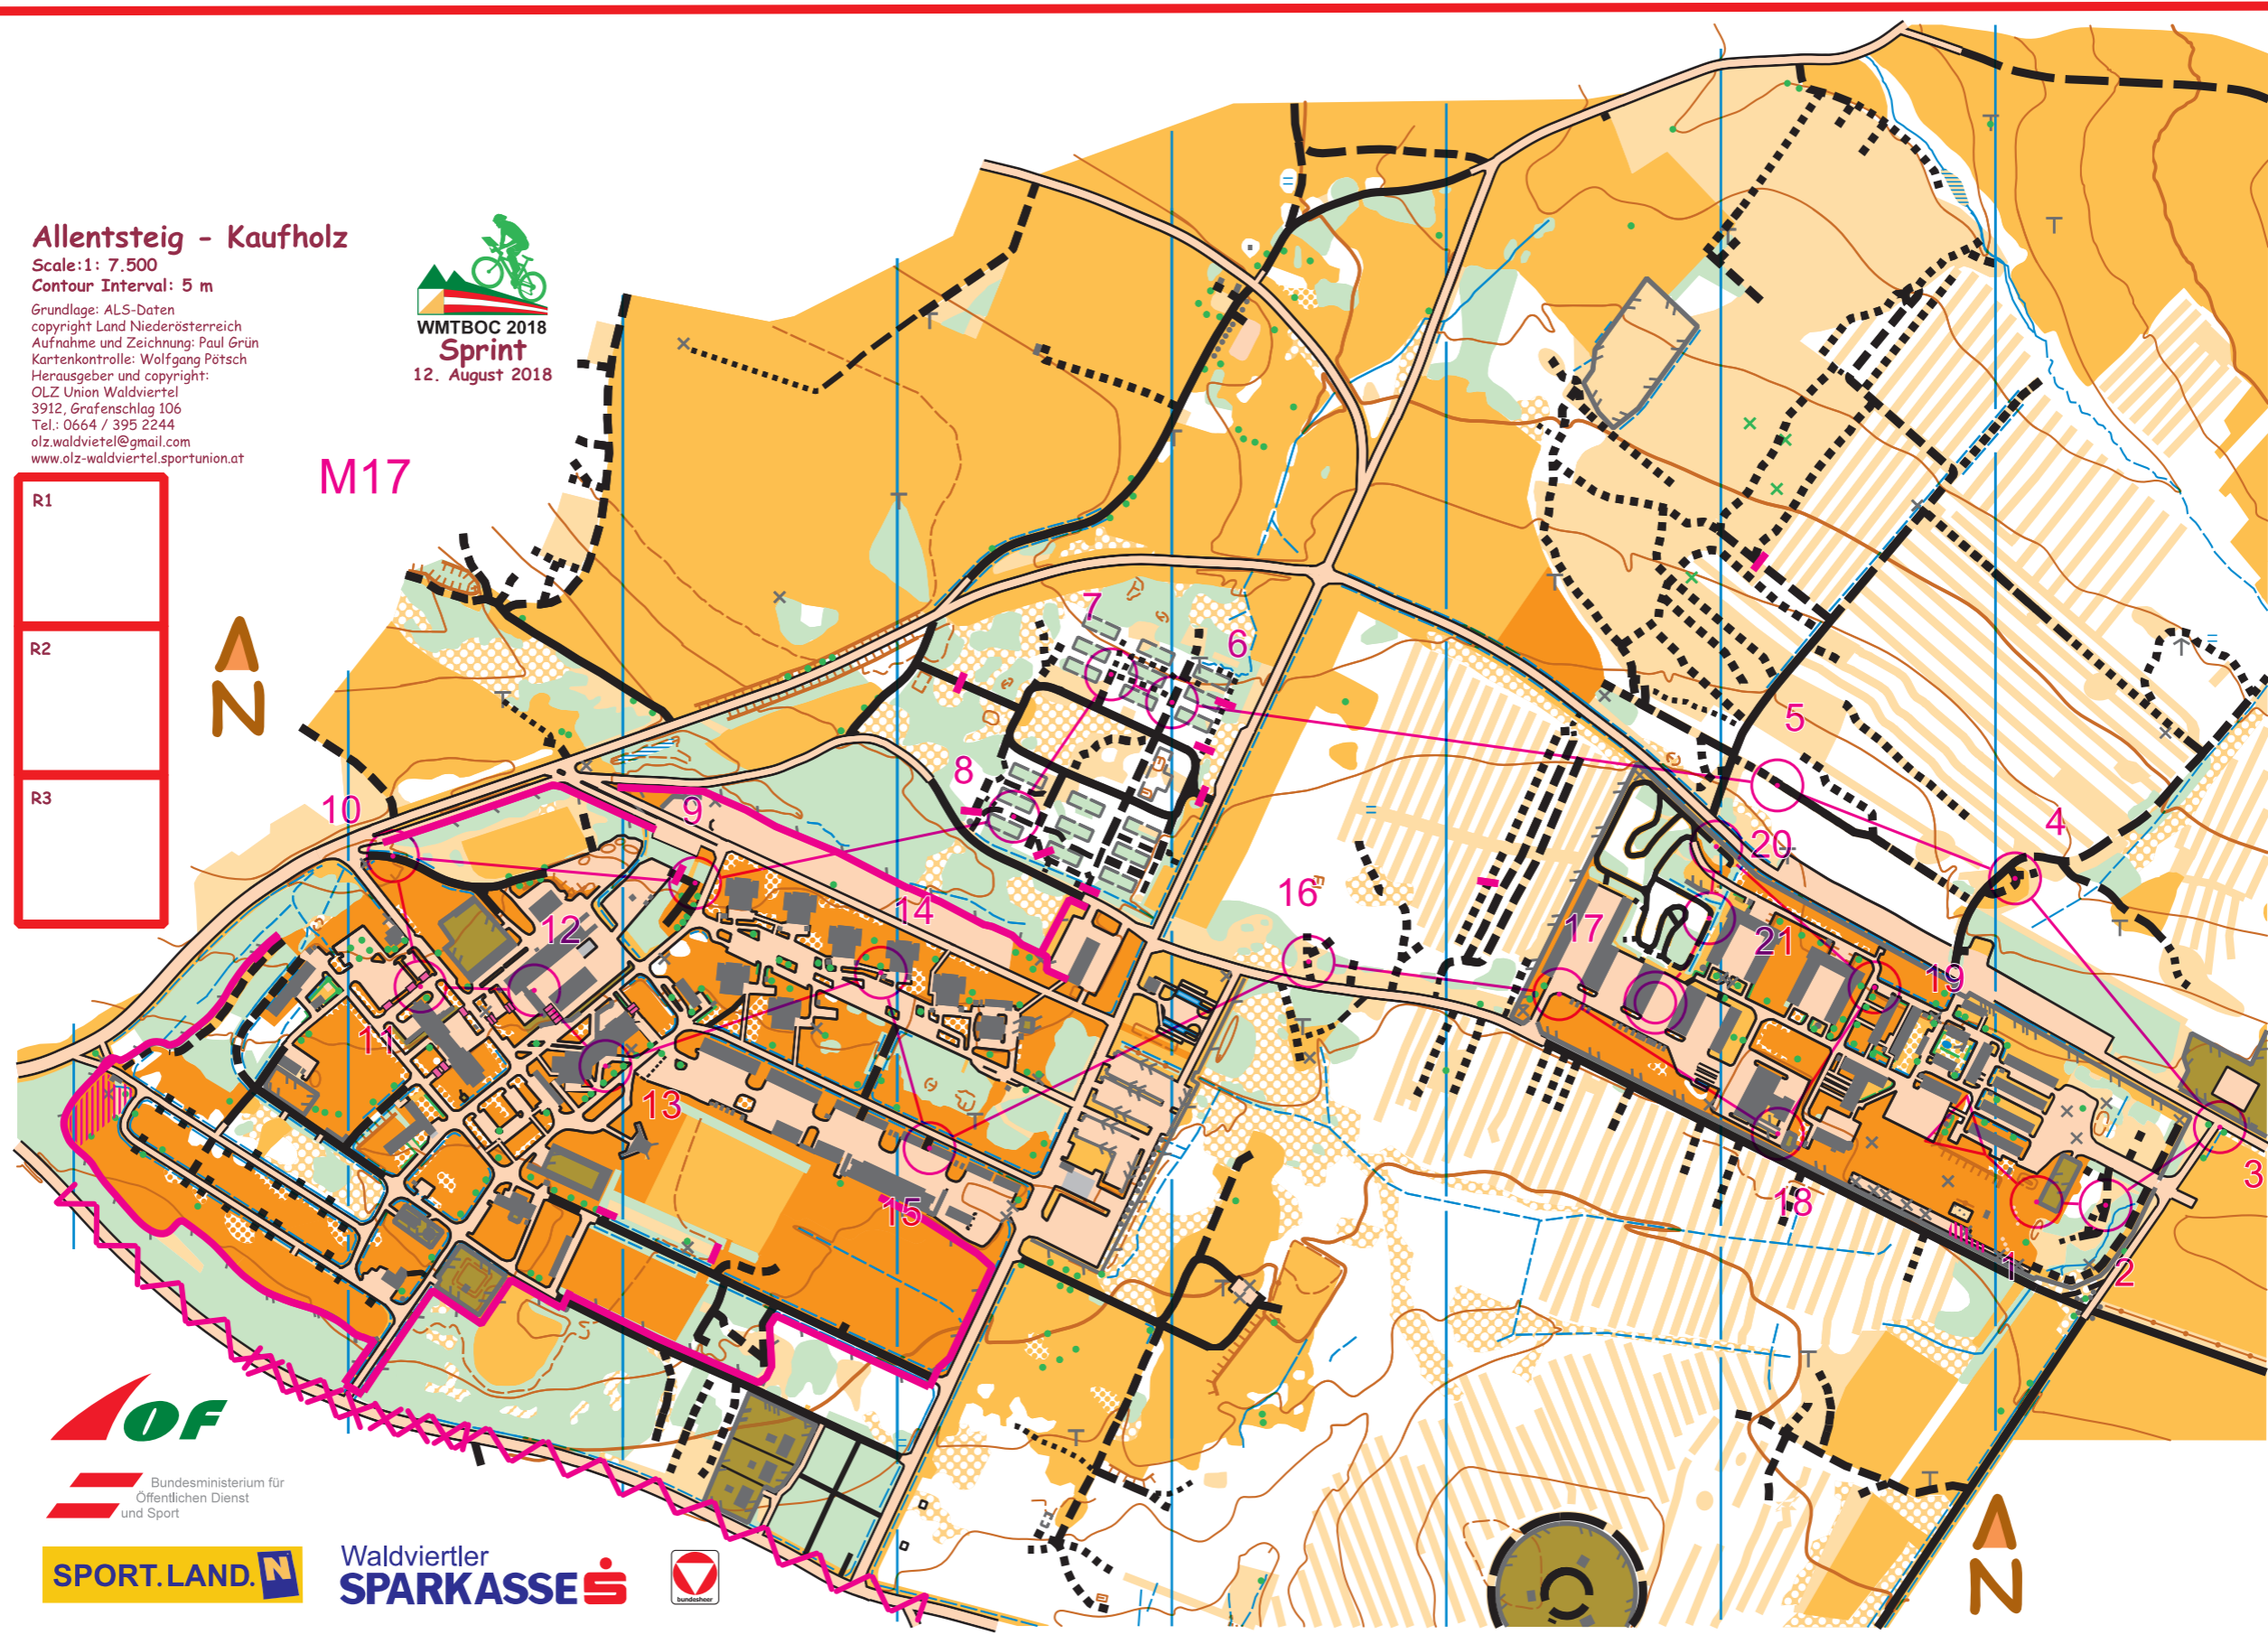 Allentsteig - Kaufholz
Scale:1: 7.500
Contour Interval: 5 m
Grundlage: ALS-Daten
copyright Land Niederösterreich
Aufnahme und Zeichnung: Paul Grün
Kartenkontrolle: Wolfgang Pötsch
Herausgeber und copyright:
OLZ Union Waldviertel
3912, Grafenschlag 106
Tel.: 0664 / 395 2244
olz.waldvietel@gmail.com
www.olz-waldviertel.sportunion.at
WMTBOC 2018
Sprint
12. August 2018
M17
R1
R2
R3
N
7
6
5
8
4
9
10
20
14
16
12
17
21
19
11
13
3
15
18
1
2
IOF
Bundesministerium für
Öffentlichen Dienst
und Sport
SPORT.LAND.N
Waldviertler
SPARKASSE S
bundesheer
N